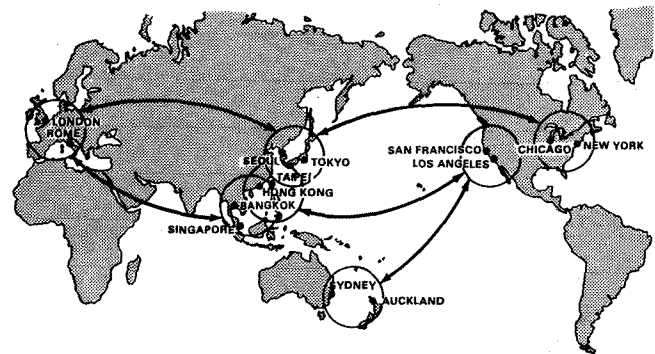 LONDON
ROME
SEOUL
TOKYO
TAIPEI
HONG KONG
BANGKOK
SINGAPORE
SAN FRANCISCO
LOS ANGELES
CHICAGO
NEW YORK
SYDNEY
AUCKLAND